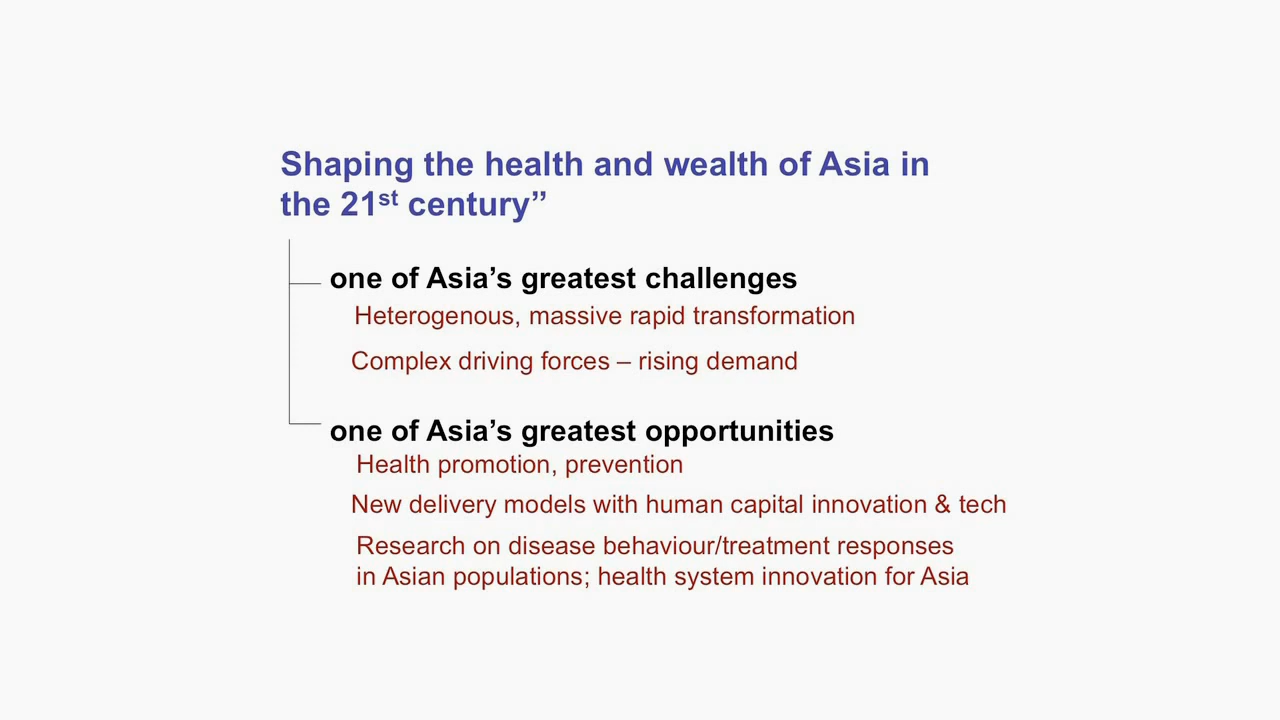 Shaping the health and wealth of Asia in
the 21st century”
one of Asia’s greatest challenges
Heterogenous, massive rapid transformation
Complex driving forces – rising demand
one of Asia’s greatest opportunities
Health promotion, prevention
New delivery models with human capital innovation & tech
Research on disease behaviour/treatment responses
in Asian populations; health system innovation for Asia